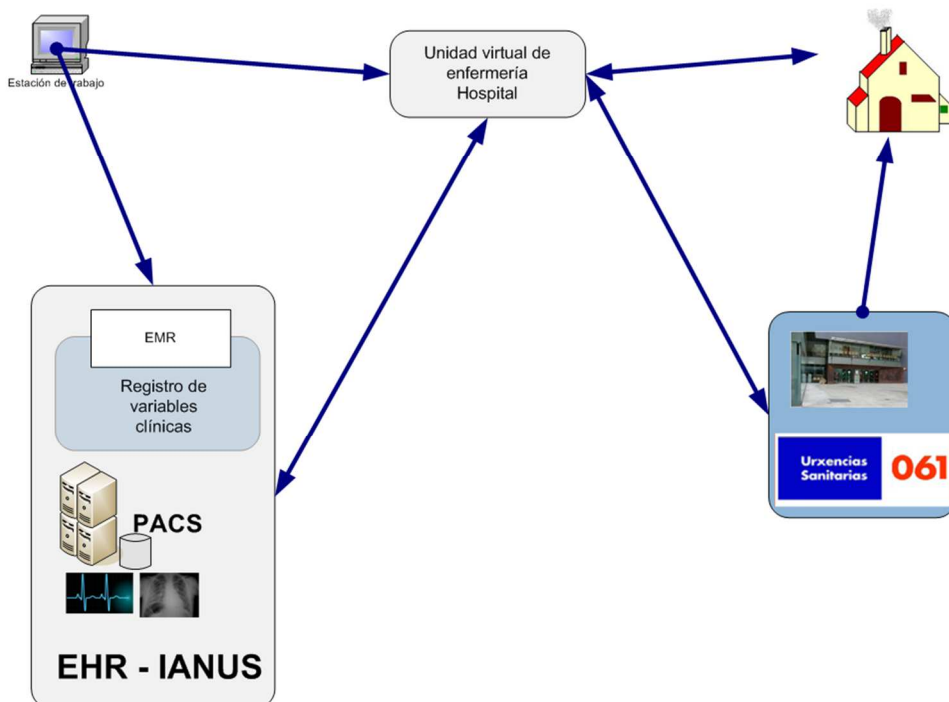 Estación de trabajo
Unidad virtual de
enfermería
Hospital
EMR
Registro de
variables
clínicas
PACS
EHR - IANUS
Urxencias
Sanitarias
061